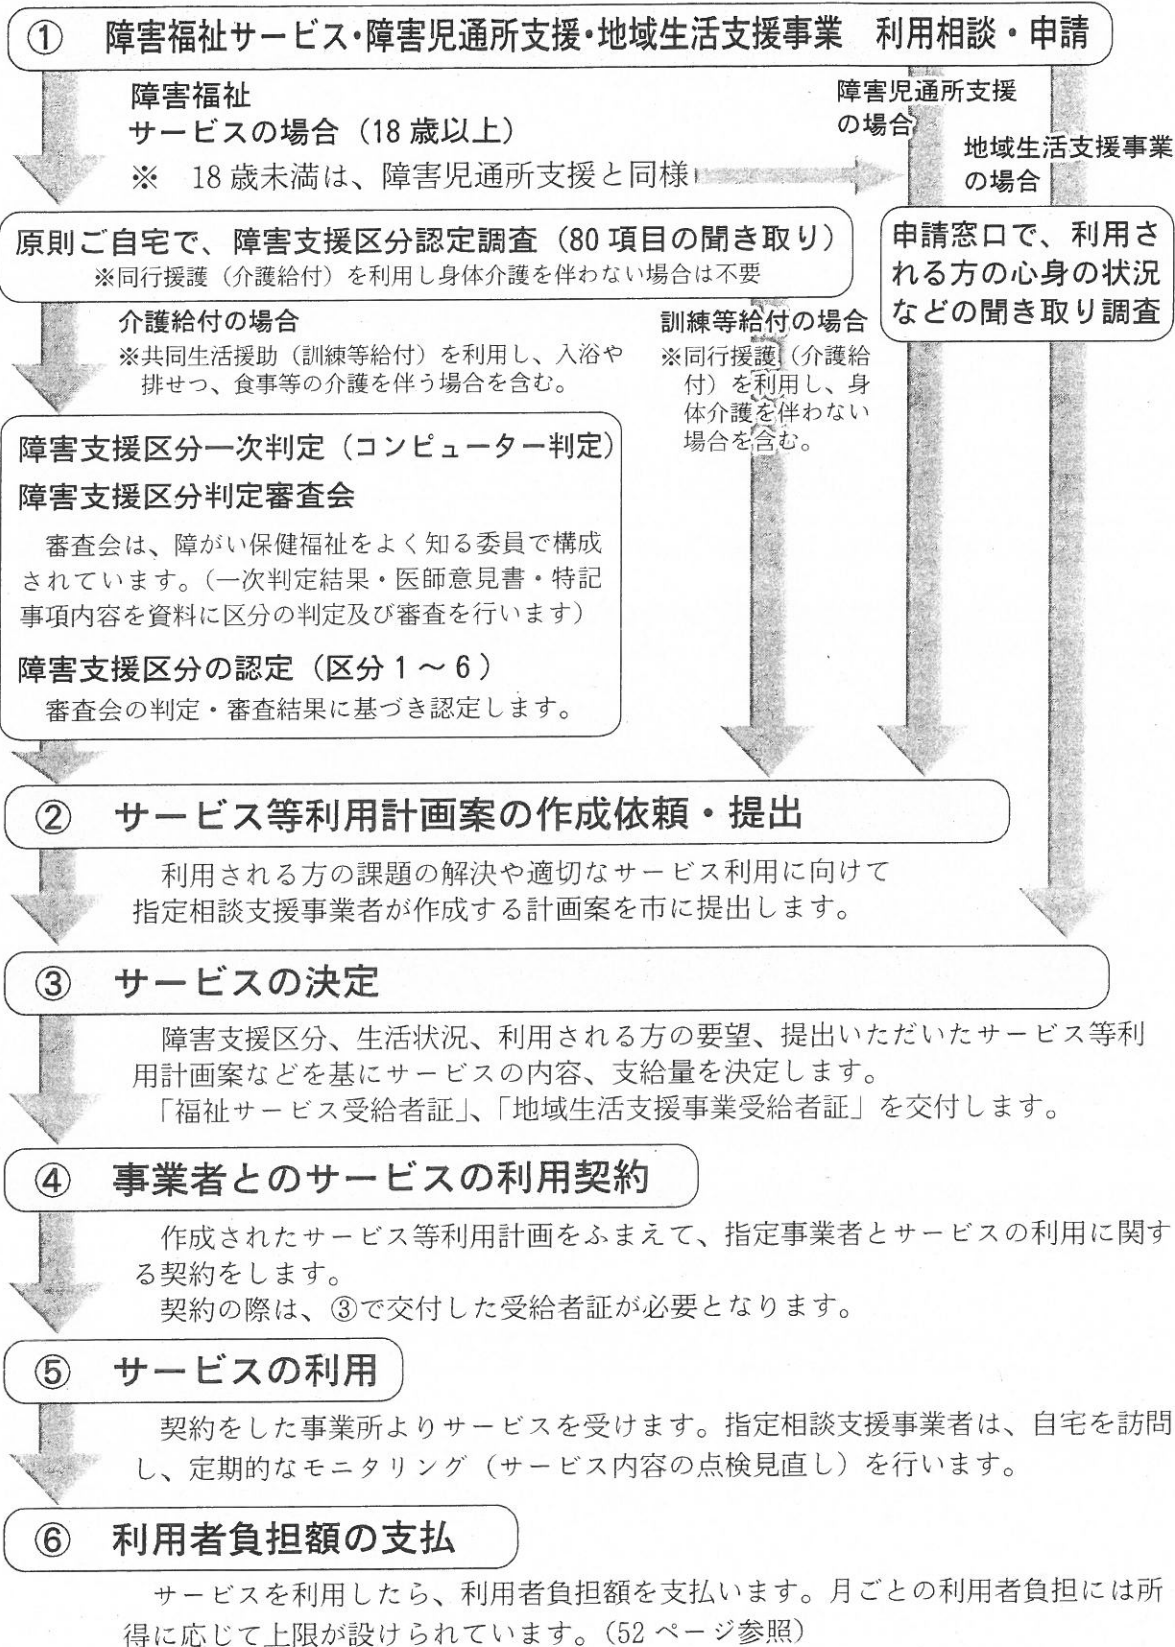 ① 障害福祉サービス・障害児通所支援・地域生活支援事業 利用相談・申請
障害福祉
サービスの場合（18 歳以上）
※ 18 歳未満は、障害児通所支援と同様
障害児通所支援
の場合
地域生活支援事業
の場合
原則ご自宅で、障害支援区分認定調査（80 項目の聞き取り）
※同行援護（介護給付）を利用し身体介護を伴わない場合は不要
申請窓口で、利用さ
れる方の心身の状況
などの聞き取り調査
介護給付の場合
※共同生活援助（訓練等給付）を利用し、入浴や
排せつ、食事等の介護を伴う場合を含む。
訓練等給付の場合
※同行援護（介護給
付）を利用し、身
体介護を伴わない
場合を含む。
障害支援区分一次判定（コンピューター判定）
障害支援区分判定審査会
審査会は、障がい保健福祉をよく知る委員で構成
されています。（一次判定結果・医師意見書・特記
事項内容を資料に区分の判定及び審査を行います）
障害支援区分の認定（区分１～６）
審査会の判定・審査結果に基づき認定します。
② サービス等利用計画案の作成依頼・提出
利用される方の課題の解決や適切なサービス利用に向けて
指定相談支援事業者が作成する計画案を市に提出します。
③ サービスの決定
障害支援区分、生活状況、利用される方の要望、提出いただいたサービス等利
用計画案などを基にサービスの内容、支給量を決定します。
「福祉サービス受給者証」、「地域生活支援事業受給者証」を交付します。
④ 事業者とのサービスの利用契約
作成されたサービス等利用計画をふまえて、指定事業者とサービスの利用に関す
る契約をします。
契約の際は、③で交付した受給者証が必要となります。
⑤ サービスの利用
契約をした事業所よりサービスを受けます。指定相談支援事業者は、自宅を訪問
し、定期的なモニタリング（サービス内容の点検見直し）を行います。
⑥ 利用者負担額の支払
サービスを利用したら、利用者負担額を支払います。月ごとの利用者負担には所
得に応じて上限が設けられています。（52 ページ参照）